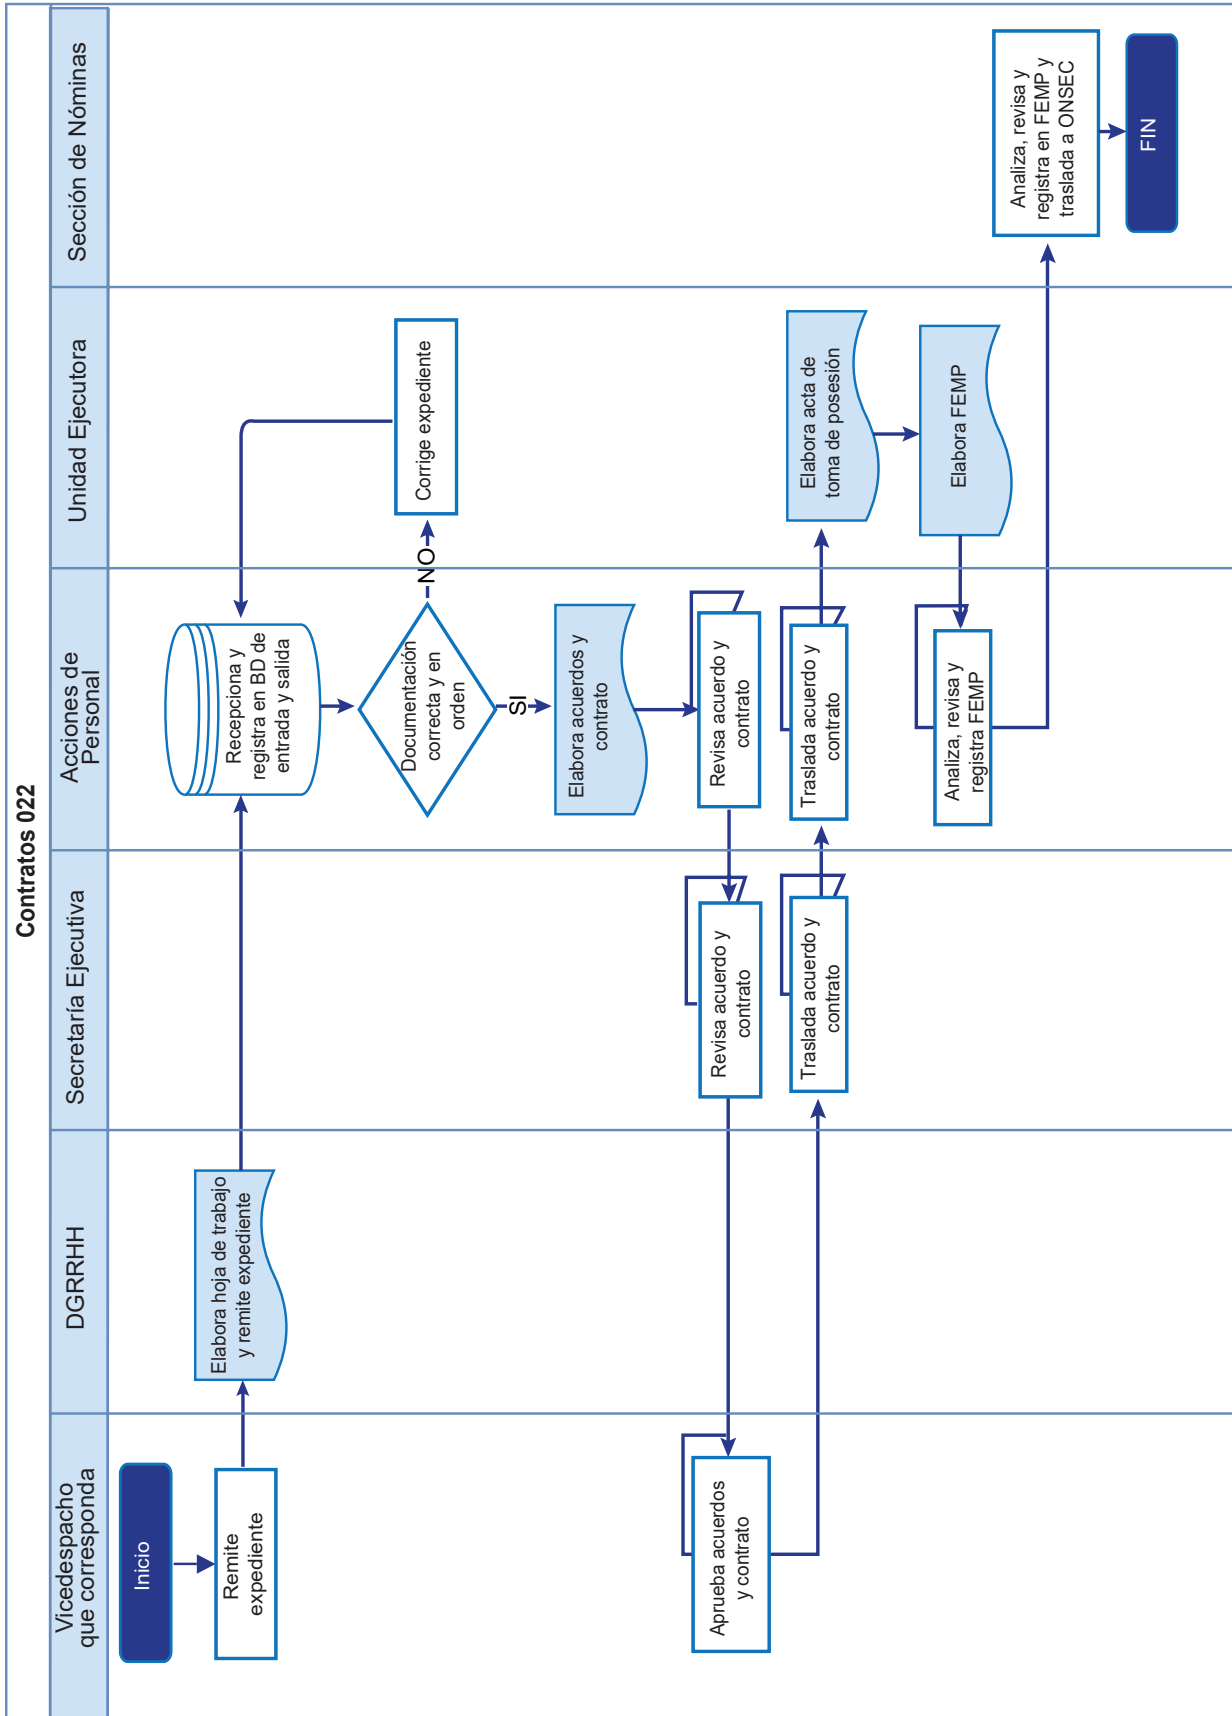 Contratos 022
Vicedespacho
que corresponda
DGRRHH
Secretaría Ejecutiva
Acciones de
Personal
Unidad Ejecutora
Sección de Nóminas
Inicio
Remite
expediente
Elabora hoja de trabajo
y remite expediente
Recepciona y
registra en BD de
entrada y salida
Documentación
correcta y en
orden
NO
Corrige expediente
SI
Elabora acuerdos y
contrato
Revisa acuerdo y
contrato
Revisa acuerdo y
contrato
Aprueba acuerdos
y contrato
Traslada acuerdo y
contrato
Traslada acuerdo y
contrato
Elabora acta de
toma de posesión
Elabora FEMP
Analiza, revisa y
registra FEMP
Analiza, revisa y
registra en FEMP y
traslada a ONSEC
FIN